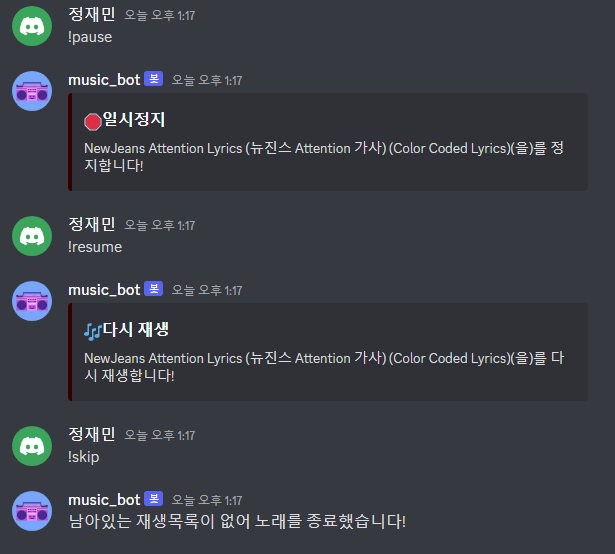 정재민 오늘 오후 1:17
!pause
music_bot 봇 오늘 오후 1:17
일시정지
NewJeans Attention Lyrics (뉴진스 Attention 가사) (Color Coded Lyrics)(을)를 정
지합니다!
정재민 오늘 오후 1:17
!resume
music_bot 봇 오늘 오후 1:17
다시 재생
NewJeans Attention Lyrics (뉴진스 Attention 가사) (Color Coded Lyrics)(을)를 다
시 재생합니다!
정재민 오늘 오후 1:17
!skip
music_bot 봇 오늘 오후 1:17
남아있는 재생목록이 없어 노래를 종료했습니다!